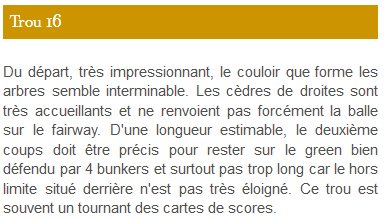 Trou 16
Du départ, très impressionnant, le couloir que forme les
arbres semble interminable. Les cèdres de droites sont
très accueillants et ne renvoient pas forcément la balle
sur le fairway. D'une longueur estimable, le deuxième
coups doit être précis pour rester sur le green bien
défendu par 4 bunkers et surtout pas trop long car le hors
limite situé derrière n'est pas très éloigné. Ce trou est
souvent un tournant des cartes de scores.